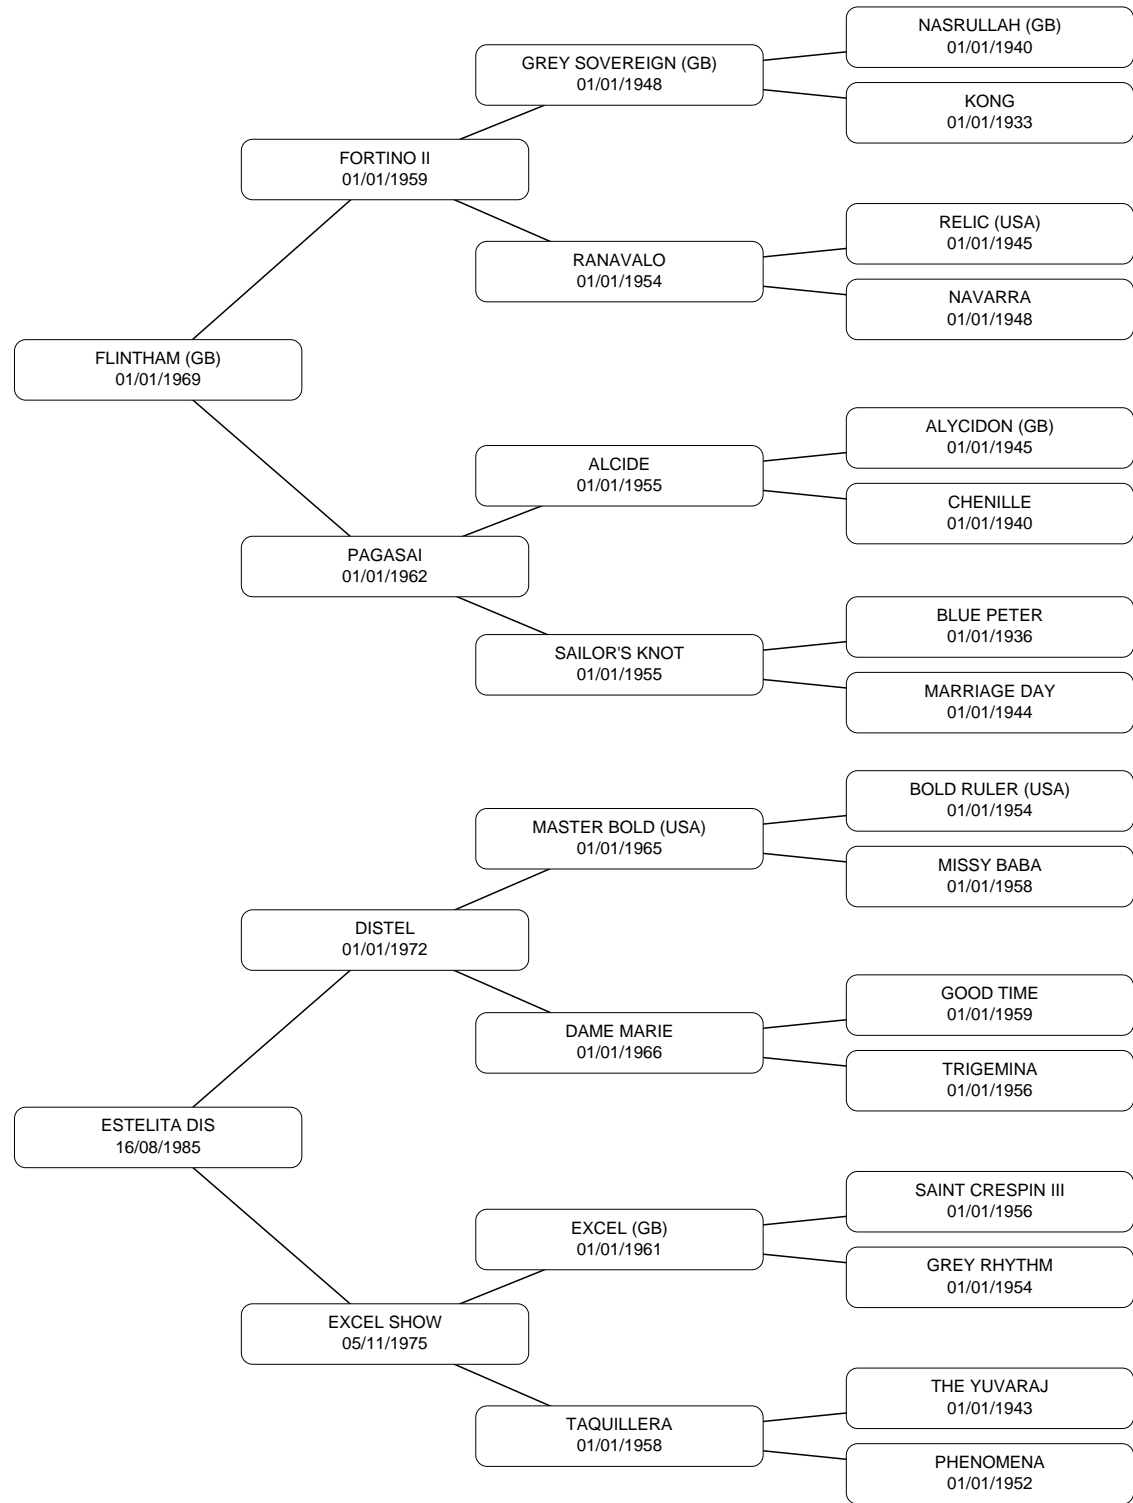 NASRULLAH (GB)
01/01/1940
GREY SOVEREIGN (GB)
01/01/1948
KONG
01/01/1933
FORTINO II
01/01/1959
RELIC (USA)
01/01/1945
RANAVALO
01/01/1954
NAVARRA
01/01/1948
FLINTHAM (GB)
01/01/1969
ALYCIDON (GB)
01/01/1945
ALCIDE
01/01/1955
CHENILLE
01/01/1940
PAGASAI
01/01/1962
BLUE PETER
01/01/1936
SAILOR'S KNOT
01/01/1955
MARRIAGE DAY
01/01/1944
BOLD RULER (USA)
01/01/1954
MASTER BOLD (USA)
01/01/1965
MISSY BABA
01/01/1958
DISTEL
01/01/1972
GOOD TIME
01/01/1959
DAME MARIE
01/01/1966
TRIGEMINA
01/01/1956
ESTELITA DIS
16/08/1985
SAINT CRESPIN III
01/01/1956
EXCEL (GB)
01/01/1961
GREY RHYTHM
01/01/1954
EXCEL SHOW
05/11/1975
THE YUVARAJ
01/01/1943
TAQUILLERA
01/01/1958
PHENOMENA
01/01/1952